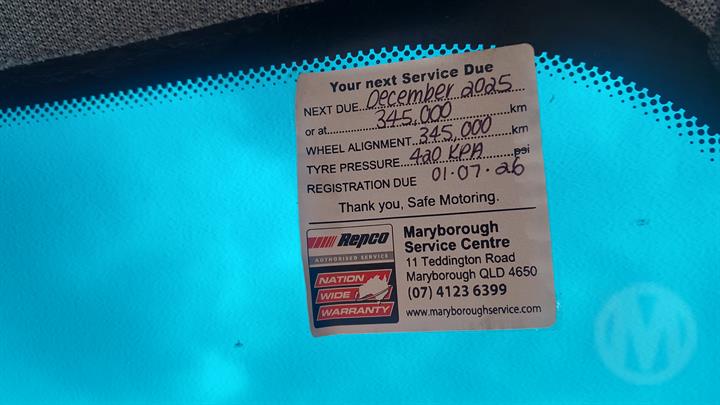 Your next Service Due
NEXT DUE December 2025
or at 345,000 km
WHEEL ALIGNMENT 345,000 km
TYRE PRESSURE 420 KPA psi
REGISTRATION DUE 01.07.26
Thank you, Safe Motoring.
Repco
AUTHORISED SERVICE
NATION
WIDE
WARRANTY
Maryborough
Service Centre
11 Teddington Road
Maryborough QLD 4650
(07) 4123 6399
www.maryboroughservice.com
M